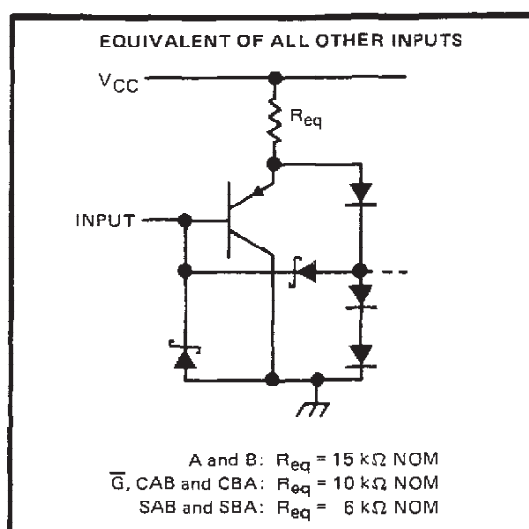 EQUIVALENT OF ALL OTHER INPUTS
VCC
Req
INPUT
A and B: Req = 15 kΩ NOM
G̅, CAB and CBA: Req = 10 kΩ NOM
SAB and SBA: Req = 6 kΩ NOM